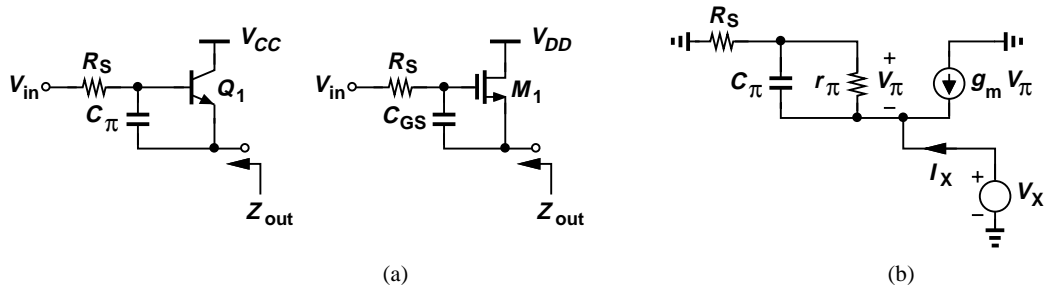 V_CC
R_S
V_in
Q_1
C_π
Z_out
V_DD
R_S
V_in
M_1
C_GS
Z_out
(a)
R_S
C_π
r_π
+
V_π
−
g_m V_π
I_X
+
V_X
−
(b)